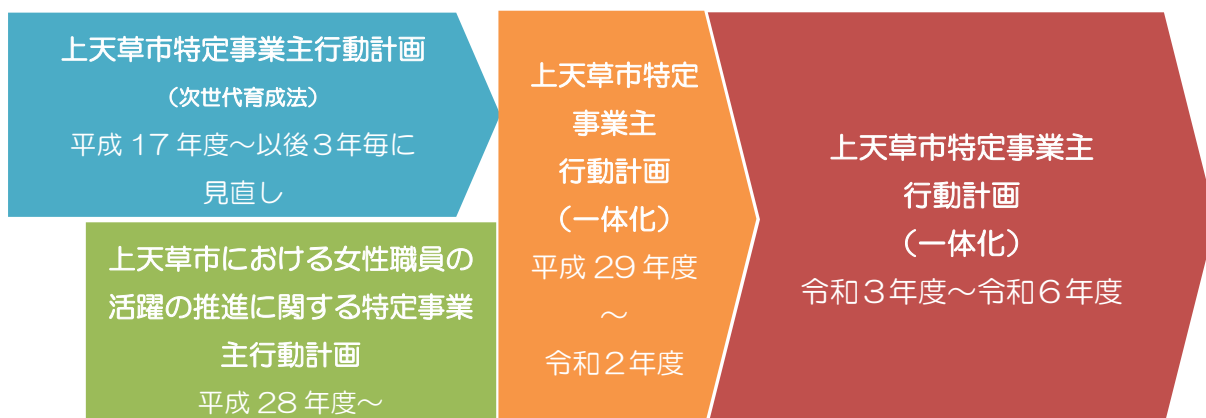 上天草市特定事業主行動計画
（次世代育成法）
平成 17 年度～以後３年毎に
見直し
上天草市における女性職員の
活躍の推進に関する特定事業
主行動計画
平成 28 年度～
上天草市特定
事業主
行動計画
（一体化）
平成 29 年度
～
令和２年度
上天草市特定事業主
行動計画
（一体化）
令和３年度～令和６年度